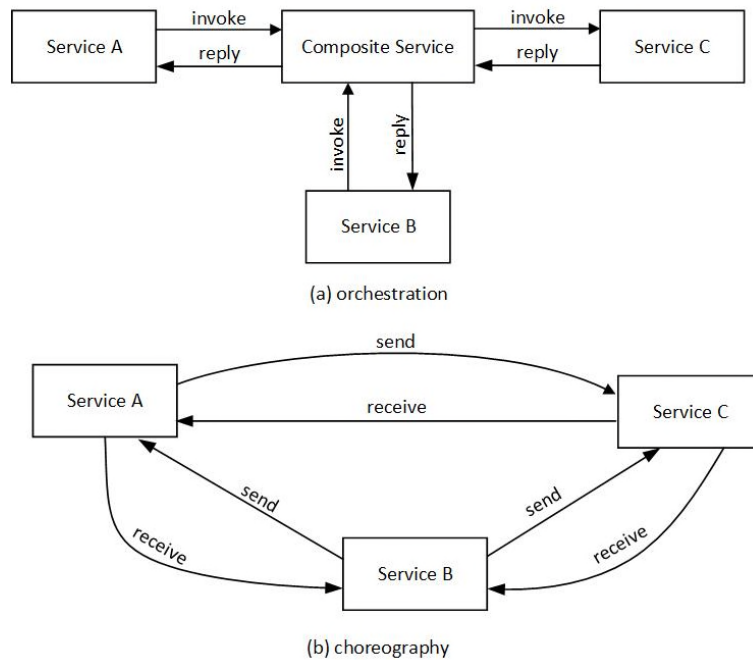 invoke
invoke
Service A
Composite Service
Service C
reply
reply
invoke
reply
Service B
(a) orchestration
send
Service A
receive
Service C
send
send
receive
receive
Service B
(b) choreography